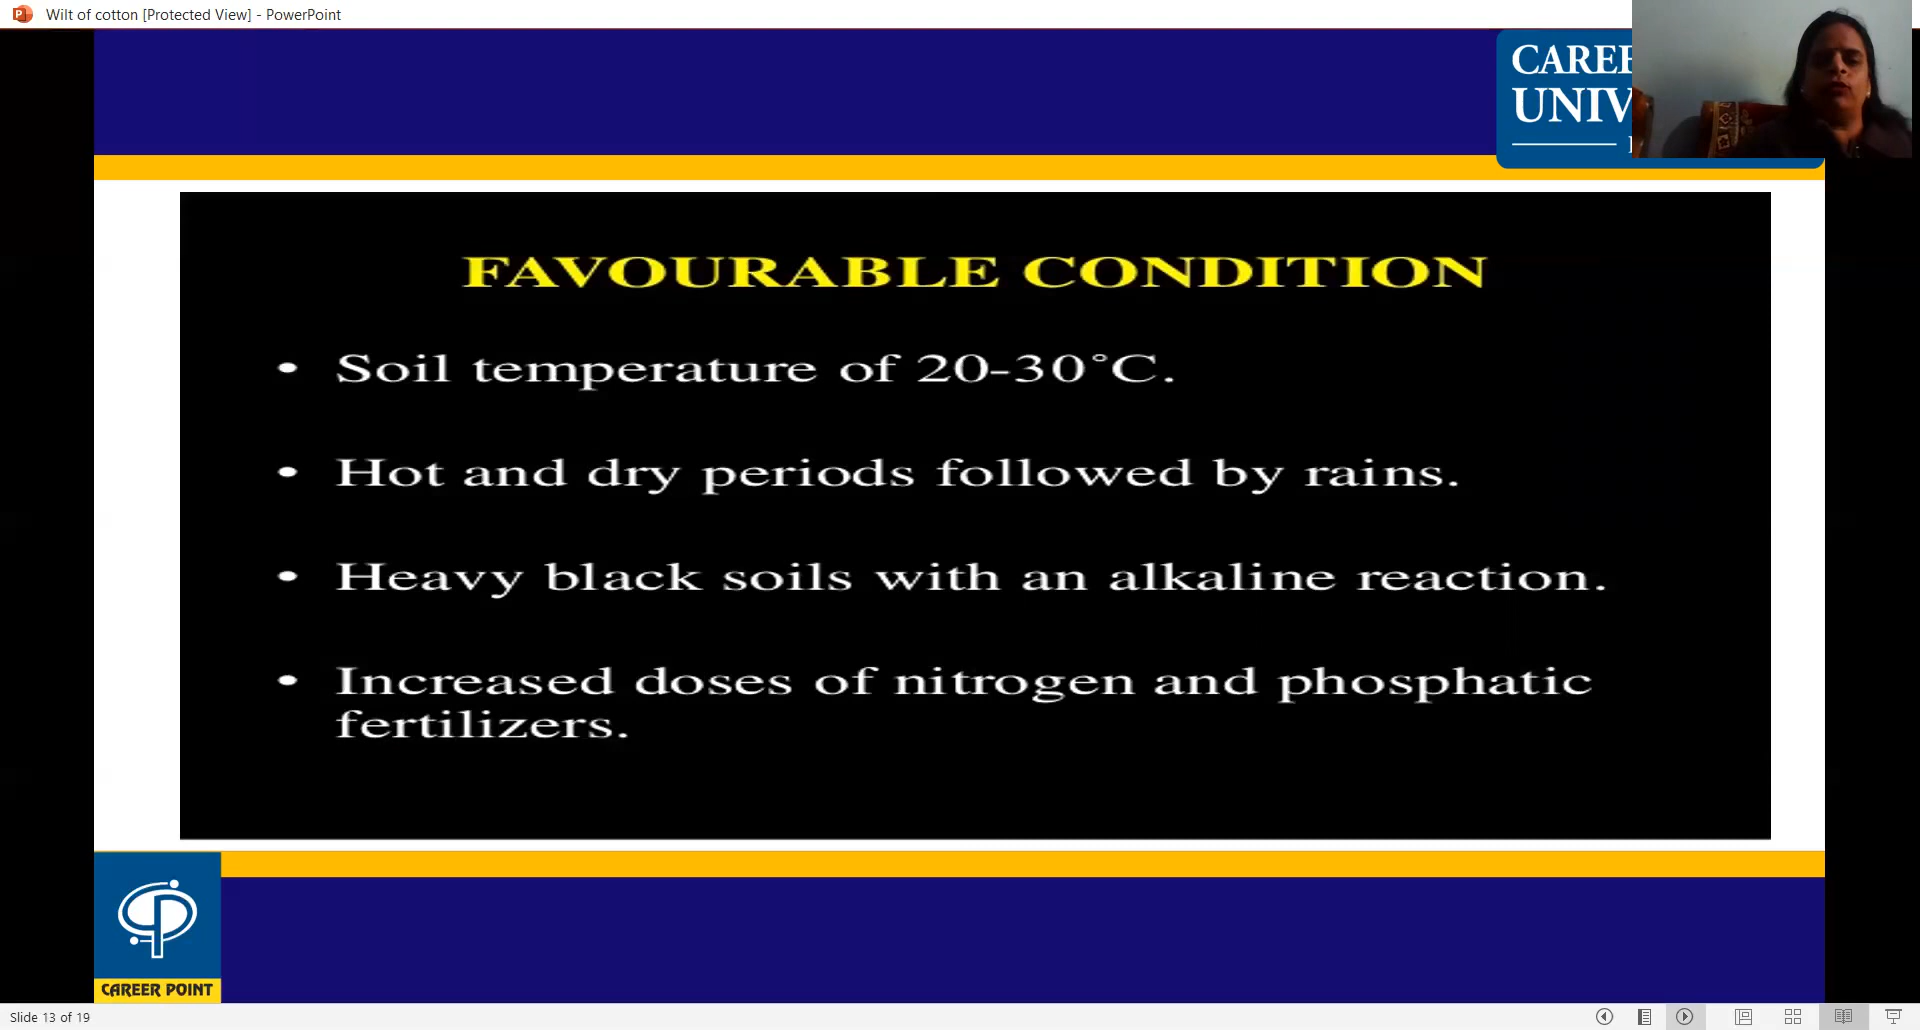 Wilt of cotton [Protected View] - PowerPoint
FAVOURABLE CONDITION
• Soil temperature of 20-30°C.
• Hot and dry periods followed by rains.
• Heavy black soils with an alkaline reaction.
• Increased doses of nitrogen and phosphatic
fertilizers.
CAREER POINT
Slide 13 of 19